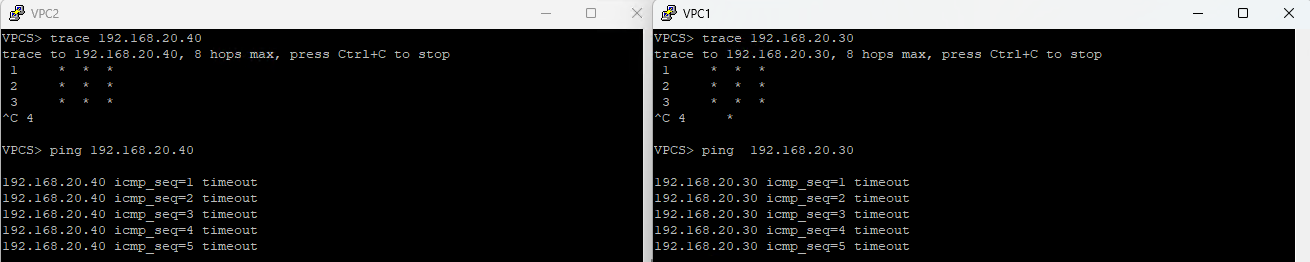 VPC2
VPCS> trace 192.168.20.40
trace to 192.168.20.40, 8 hops max, press Ctrl+C to stop
 1     *  *  *
 2     *  *  *
 3     *  *  *
^C 4
VPCS> ping 192.168.20.40
192.168.20.40 icmp_seq=1 timeout
192.168.20.40 icmp_seq=2 timeout
192.168.20.40 icmp_seq=3 timeout
192.168.20.40 icmp_seq=4 timeout
192.168.20.40 icmp_seq=5 timeout
VPC1
VPCS> trace 192.168.20.30
trace to 192.168.20.30, 8 hops max, press Ctrl+C to stop
 1     *  *  *
 2     *  *  *
 3     *  *  *
^C 4     *
VPCS> ping  192.168.20.30
192.168.20.30 icmp_seq=1 timeout
192.168.20.30 icmp_seq=2 timeout
192.168.20.30 icmp_seq=3 timeout
192.168.20.30 icmp_seq=4 timeout
192.168.20.30 icmp_seq=5 timeout